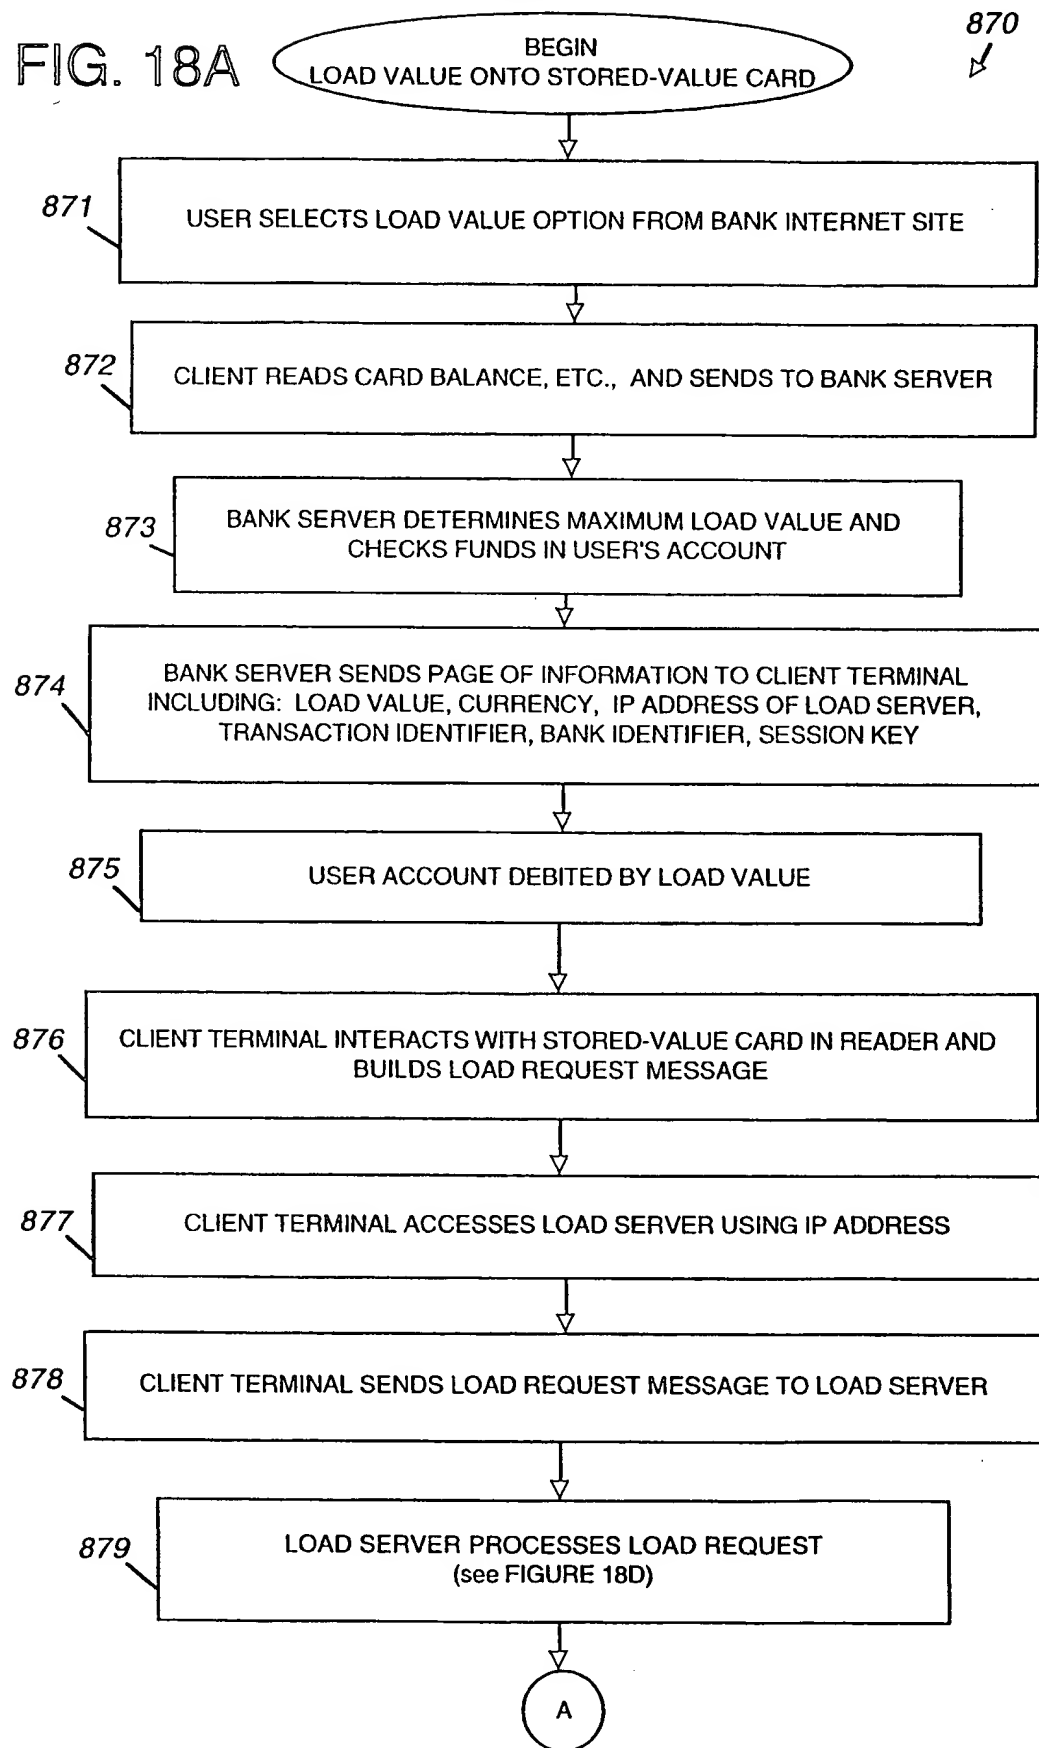 FIG. 18A
870
BEGIN
LOAD VALUE ONTO STORED-VALUE CARD
871
USER SELECTS LOAD VALUE OPTION FROM BANK INTERNET SITE
872
CLIENT READS CARD BALANCE, ETC., AND SENDS TO BANK SERVER
873
BANK SERVER DETERMINES MAXIMUM LOAD VALUE AND
CHECKS FUNDS IN USER'S ACCOUNT
874
BANK SERVER SENDS PAGE OF INFORMATION TO CLIENT TERMINAL
INCLUDING: LOAD VALUE, CURRENCY, IP ADDRESS OF LOAD SERVER,
TRANSACTION IDENTIFIER, BANK IDENTIFIER, SESSION KEY
875
USER ACCOUNT DEBITED BY LOAD VALUE
876
CLIENT TERMINAL INTERACTS WITH STORED-VALUE CARD IN READER AND
BUILDS LOAD REQUEST MESSAGE
877
CLIENT TERMINAL ACCESSES LOAD SERVER USING IP ADDRESS
878
CLIENT TERMINAL SENDS LOAD REQUEST MESSAGE TO LOAD SERVER
879
LOAD SERVER PROCESSES LOAD REQUEST
(see FIGURE 18D)
A